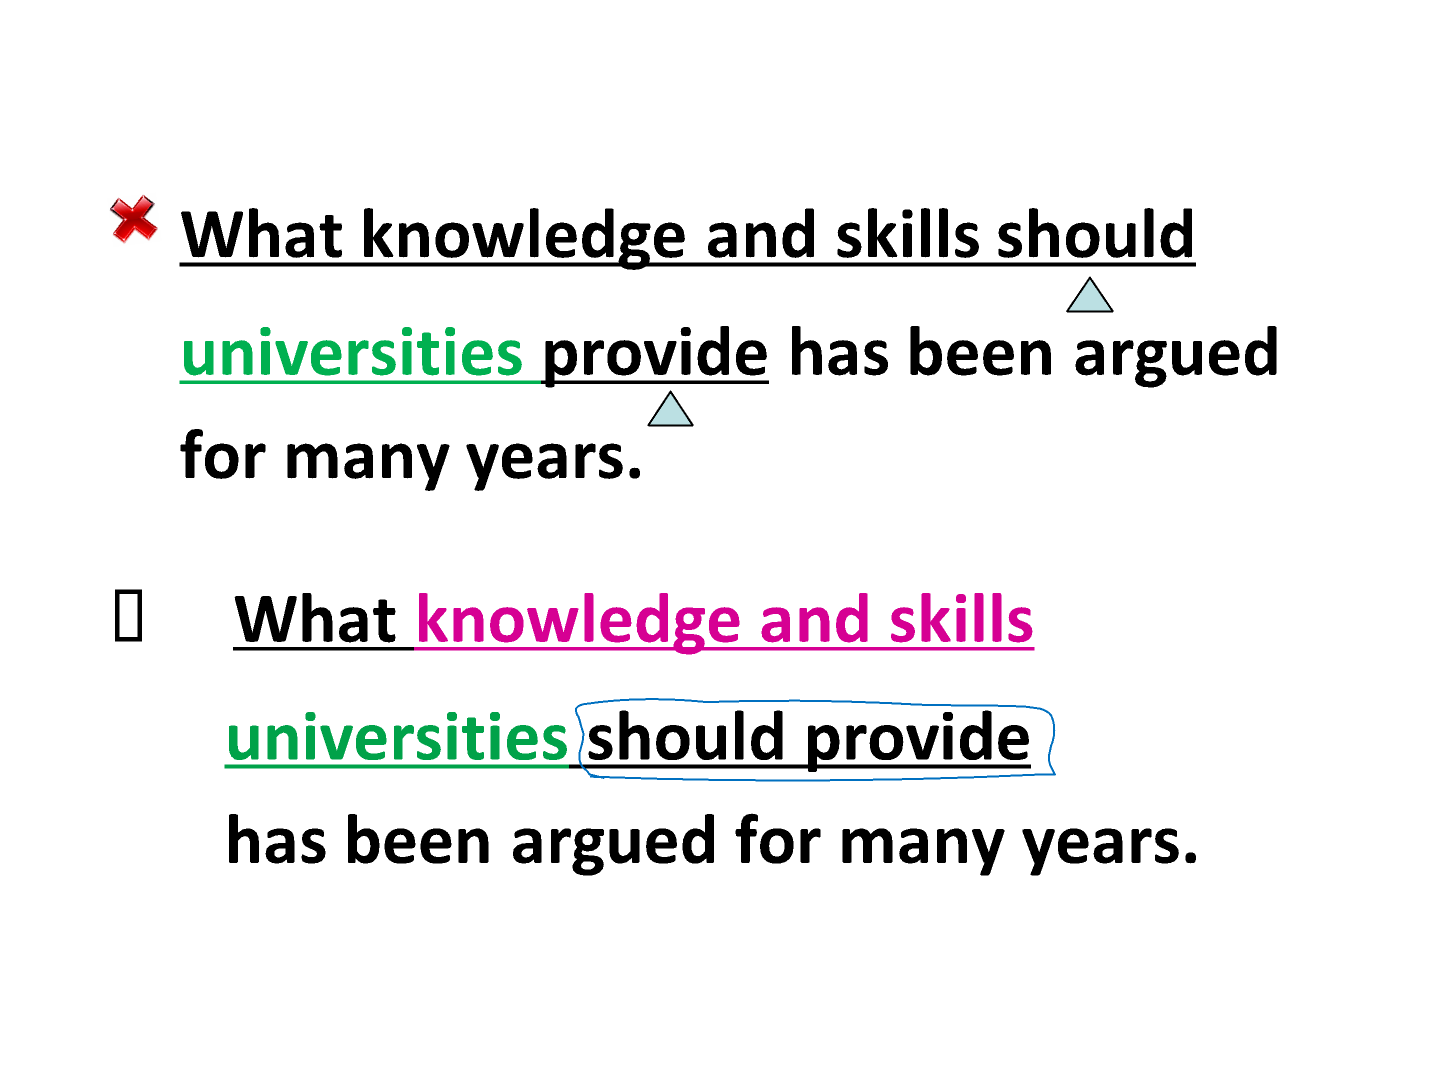 What knowledge and skills should
universities provide has been argued
for many years.
What knowledge and skills
universities should provide
has been argued for many years.